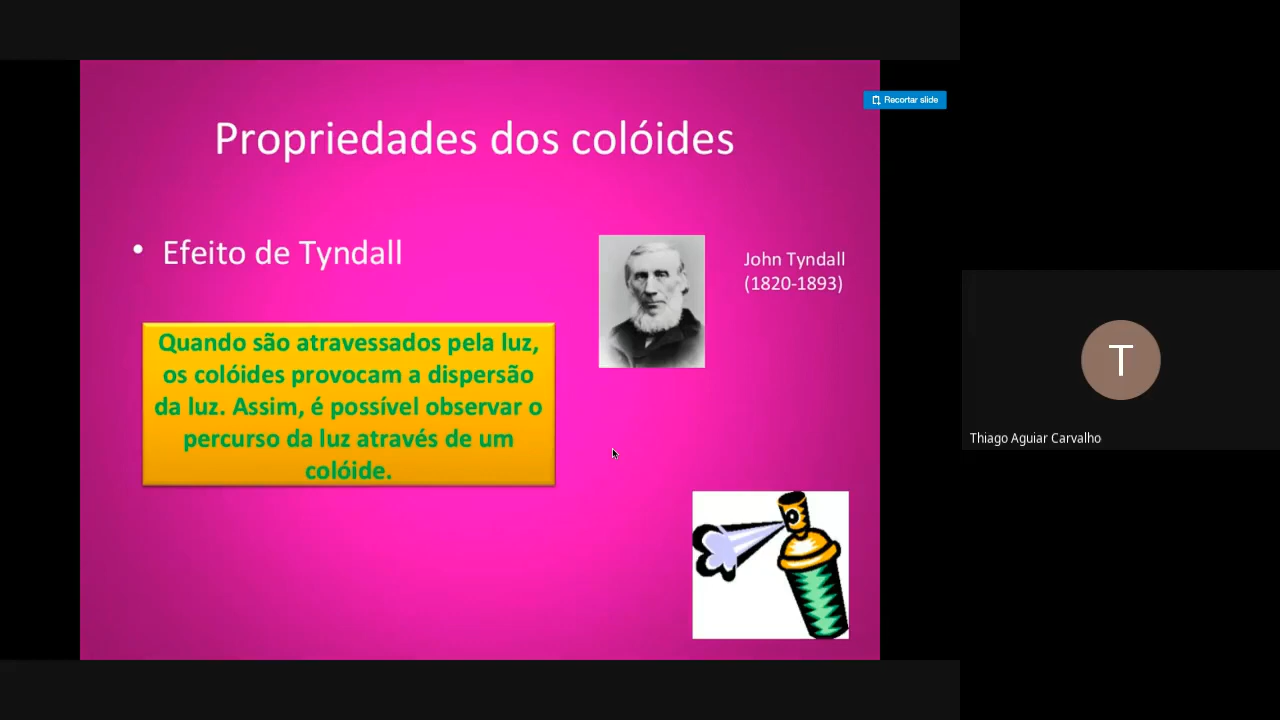 Recortar slide
Propriedades dos colóides
• Efeito de Tyndall
John Tyndall
(1820-1893)
Quando são atravessados pela luz,
os colóides provocam a dispersão
da luz. Assim, é possível observar o
percurso da luz através de um
colóide.
T
Thiago Aguiar Carvalho